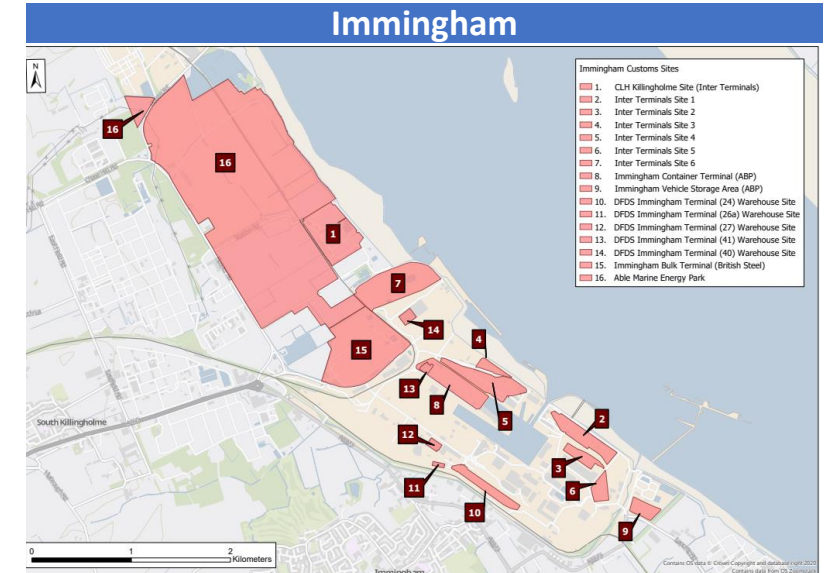 Immingham
N
Immingham Customs Sites
1. CLH Killingholme Site (Inter Terminals)
2. Inter Terminals Site 1
3. Inter Terminals Site 2
4. Inter Terminals Site 3
5. Inter Terminals Site 4
6. Inter Terminals Site 5
7. Inter Terminals Site 6
8. Immingham Container Terminal (ABP)
9. Immingham Vehicle Storage Area (ABP)
10. DFDS Immingham Terminal (24) Warehouse Site
11. DFDS Immingham Terminal (26a) Warehouse Site
12. DFDS Immingham Terminal (27) Warehouse Site
13. DFDS Immingham Terminal (41) Warehouse Site
14. DFDS Immingham Terminal (40) Warehouse Site
15. Immingham Bulk Terminal (British Steel)
16. Able Marine Energy Park
16
16
1
7
14
4
15
13
8
5
2
South Killingholme
12
3
11
6
10
9
0 1 2
Kilometers
Immingham
Contains OS data © Crown Copyright and database right 2020
Contains data from OS Zoomstack